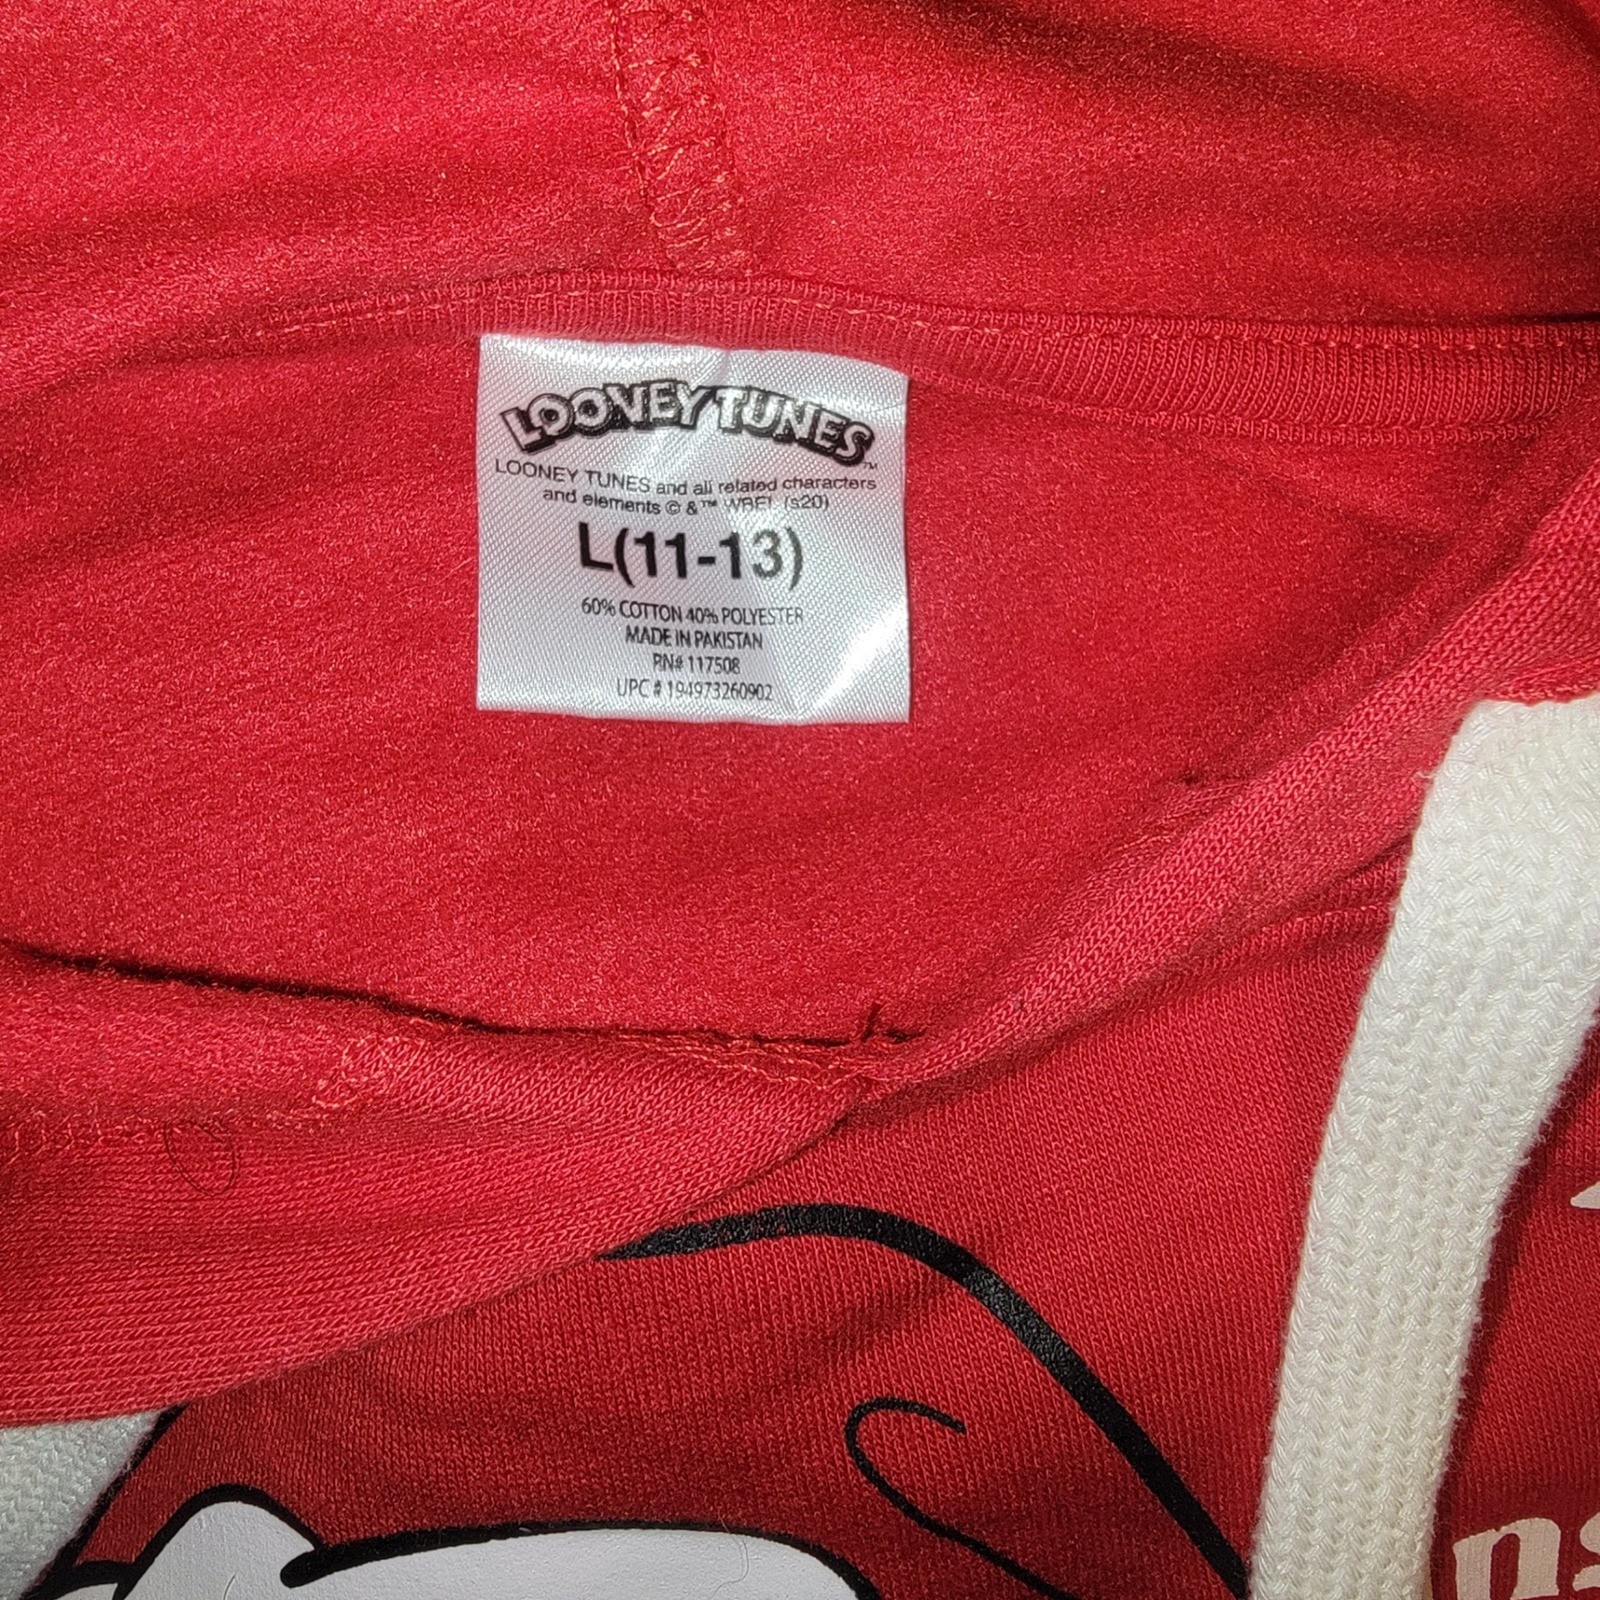 LOONEY TUNES™
LOONEY TUNES and all related characters
and elements © & ™ WBEI. (s20)
L(11-13)
60% COTTON 40% POLYESTER
MADE IN PAKISTAN
RN# 117508
UPC # 194973260902